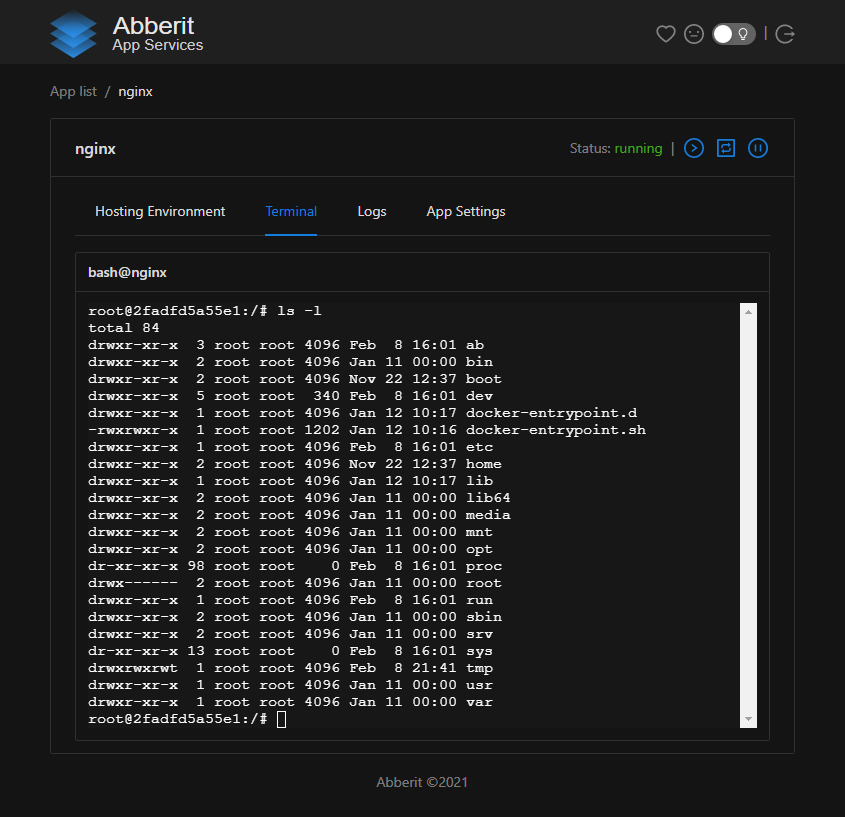 Abberit
App Services
App list / nginx
nginx
Status: running |
Hosting Environment Terminal Logs App Settings
bash@nginx
root@2fadfd5a55e1:/# ls -l
total 84
drwxr-xr-x  3 root root 4096 Feb  8 16:01 ab
drwxr-xr-x  2 root root 4096 Jan 11 00:00 bin
drwxr-xr-x  2 root root 4096 Nov 22 12:37 boot
drwxr-xr-x  5 root root  340 Feb  8 16:01 dev
drwxr-xr-x  1 root root 4096 Jan 12 10:17 docker-entrypoint.d
-rwxrwxr-x  1 root root 1202 Jan 12 10:16 docker-entrypoint.sh
drwxr-xr-x  1 root root 4096 Feb  8 16:01 etc
drwxr-xr-x  2 root root 4096 Nov 22 12:37 home
drwxr-xr-x  1 root root 4096 Jan 12 10:17 lib
drwxr-xr-x  2 root root 4096 Jan 11 00:00 lib64
drwxr-xr-x  2 root root 4096 Jan 11 00:00 media
drwxr-xr-x  2 root root 4096 Jan 11 00:00 mnt
drwxr-xr-x  2 root root 4096 Jan 11 00:00 opt
dr-xr-xr-x 98 root root    0 Feb  8 16:01 proc
drwx------  2 root root 4096 Jan 11 00:00 root
drwxr-xr-x  1 root root 4096 Feb  8 16:01 run
drwxr-xr-x  2 root root 4096 Jan 11 00:00 sbin
drwxr-xr-x  2 root root 4096 Jan 11 00:00 srv
dr-xr-xr-x 13 root root    0 Feb  8 16:01 sys
drwxrwxrwt  1 root root 4096 Feb  8 21:41 tmp
drwxr-xr-x  1 root root 4096 Jan 11 00:00 usr
drwxr-xr-x  1 root root 4096 Jan 11 00:00 var
root@2fadfd5a55e1:/#
Abberit ©2021